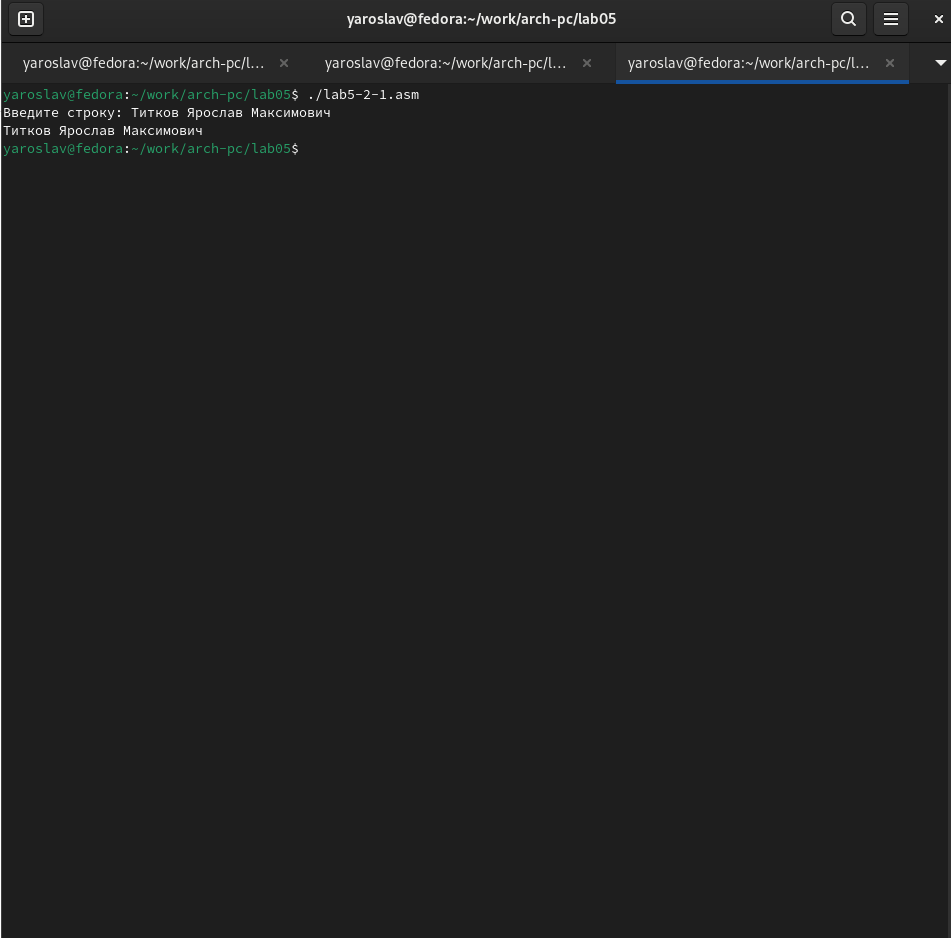 yaroslav@fedora:~/work/arch-pc/lab05
yaroslav@fedora:~/work/arch-pc/l... yaroslav@fedora:~/work/arch-pc/l... yaroslav@fedora:~/work/arch-pc/l...
yaroslav@fedora:~/work/arch-pc/lab05$ ./lab5-2-1.asm
Введите строку: Титков Ярослав Максимович
Титков Ярослав Максимович
yaroslav@fedora:~/work/arch-pc/lab05$